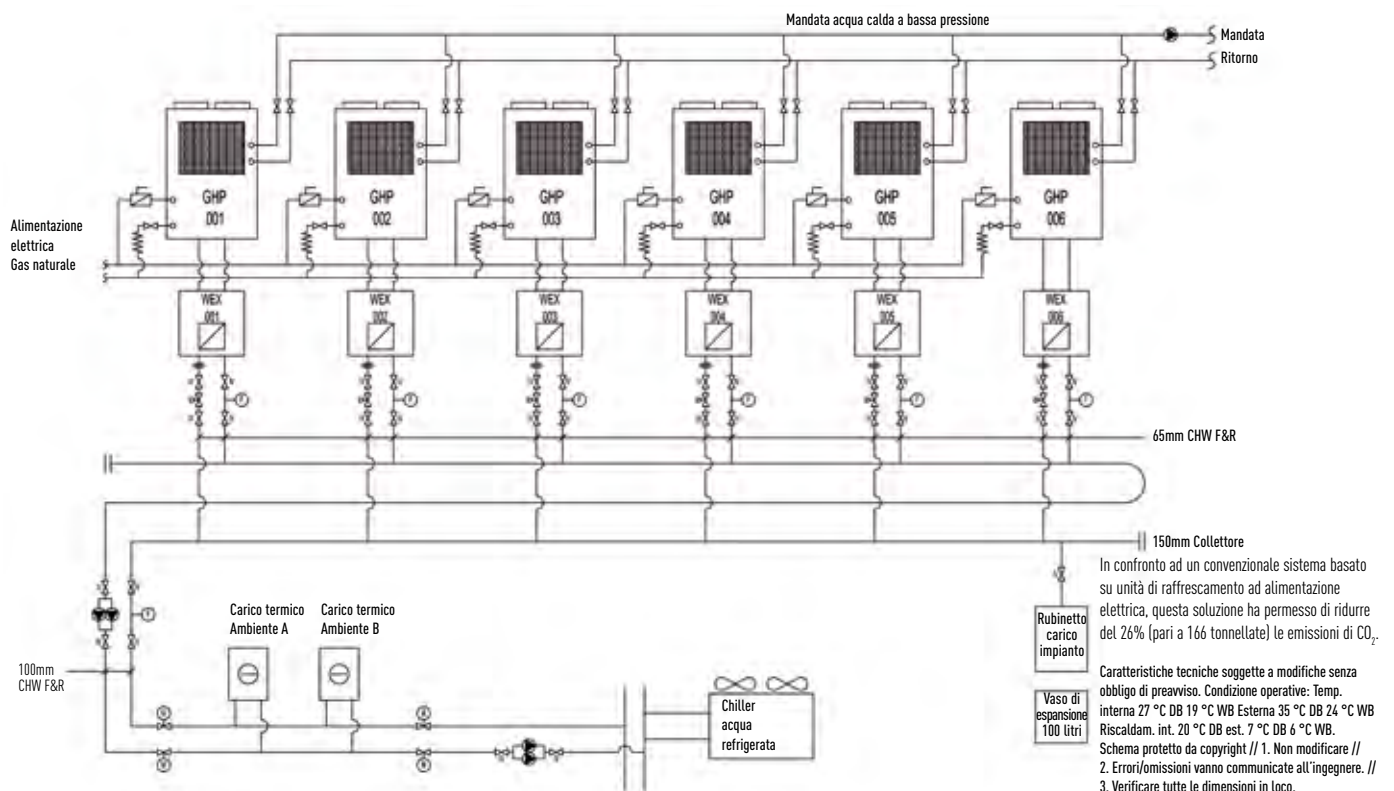 Mandata acqua calda a bassa pressione
Mandata
Ritorno
GHP
001
GHP
002
GHP
003
GHP
004
GHP
005
GHP
006
Alimentazione
elettrica
Gas naturale
WEX
001
WEX
002
WEX
003
WEX
004
WEX
005
WEX
006
65mm CHW F&R
150mm Collettore
In confronto ad un convenzionale sistema basato
su unità di raffrescamento ad alimentazione
elettrica, questa soluzione ha permesso di ridurre
del 26% (pari a 166 tonnellate) le emissioni di CO₂.
Carico termico
Ambiente A
Carico termico
Ambiente B
Rubinetto
carico
impianto
100mm
CHW F&R
Chiller
acqua
refrigerata
Vaso di
espansione
100 litri
Caratteristiche tecniche soggette a modifiche senza
obbligo di preavviso. Condizione operative: Temp.
interna 27 °C DB 19 °C WB Esterna 35 °C DB 24 °C WB
Riscaldam. int. 20 °C DB est. 7 °C DB 6 °C WB.
Schema protetto da copyright // 1. Non modificare //
2. Errori/omissioni vanno communicate all'ingegnere. //
3. Verificare tutte le dimensioni in loco.